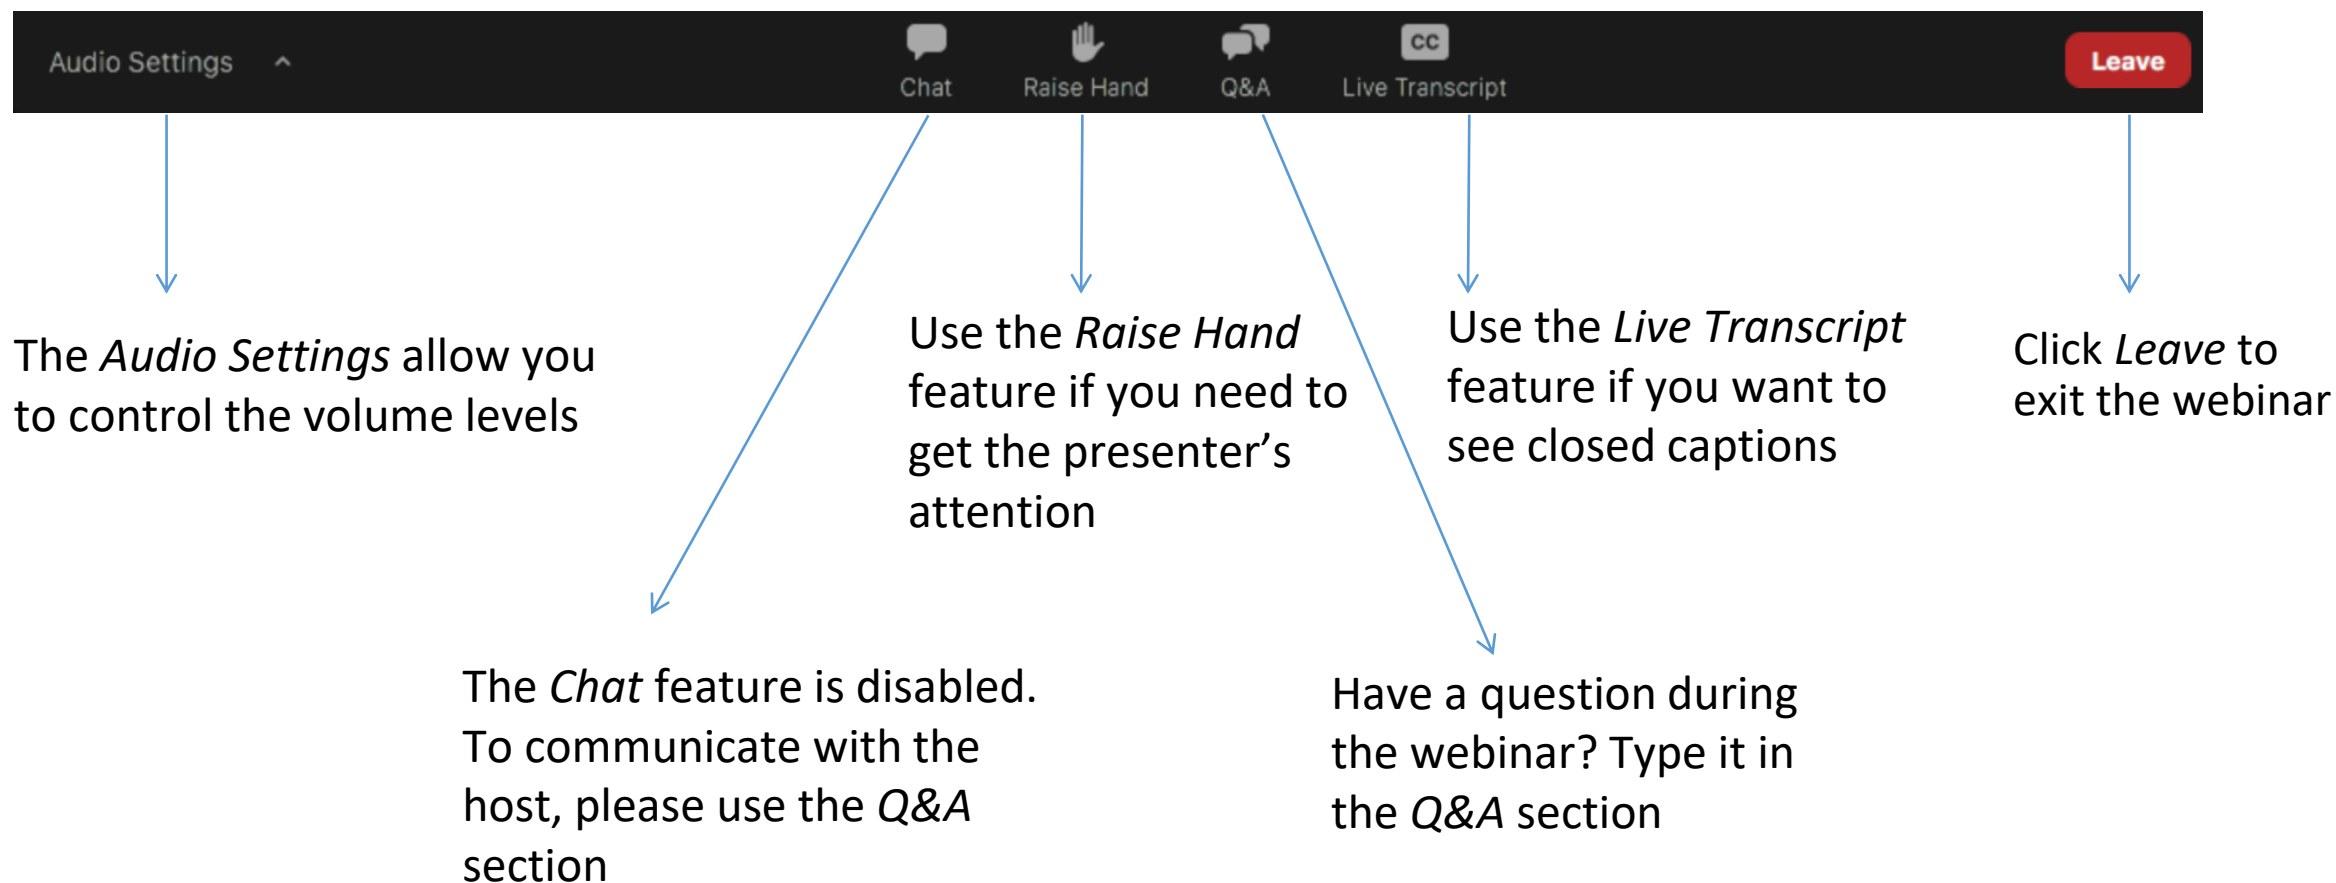 Audio Settings
Chat
Raise Hand
Q&A
CC
Live Transcript
Leave
The Audio Settings allow you
to control the volume levels
Use the Raise Hand
feature if you need to
get the presenter’s
attention
Use the Live Transcript
feature if you want to
see closed captions
Click Leave to
exit the webinar
The Chat feature is disabled.
To communicate with the
host, please use the Q&A
section
Have a question during
the webinar? Type it in
the Q&A section